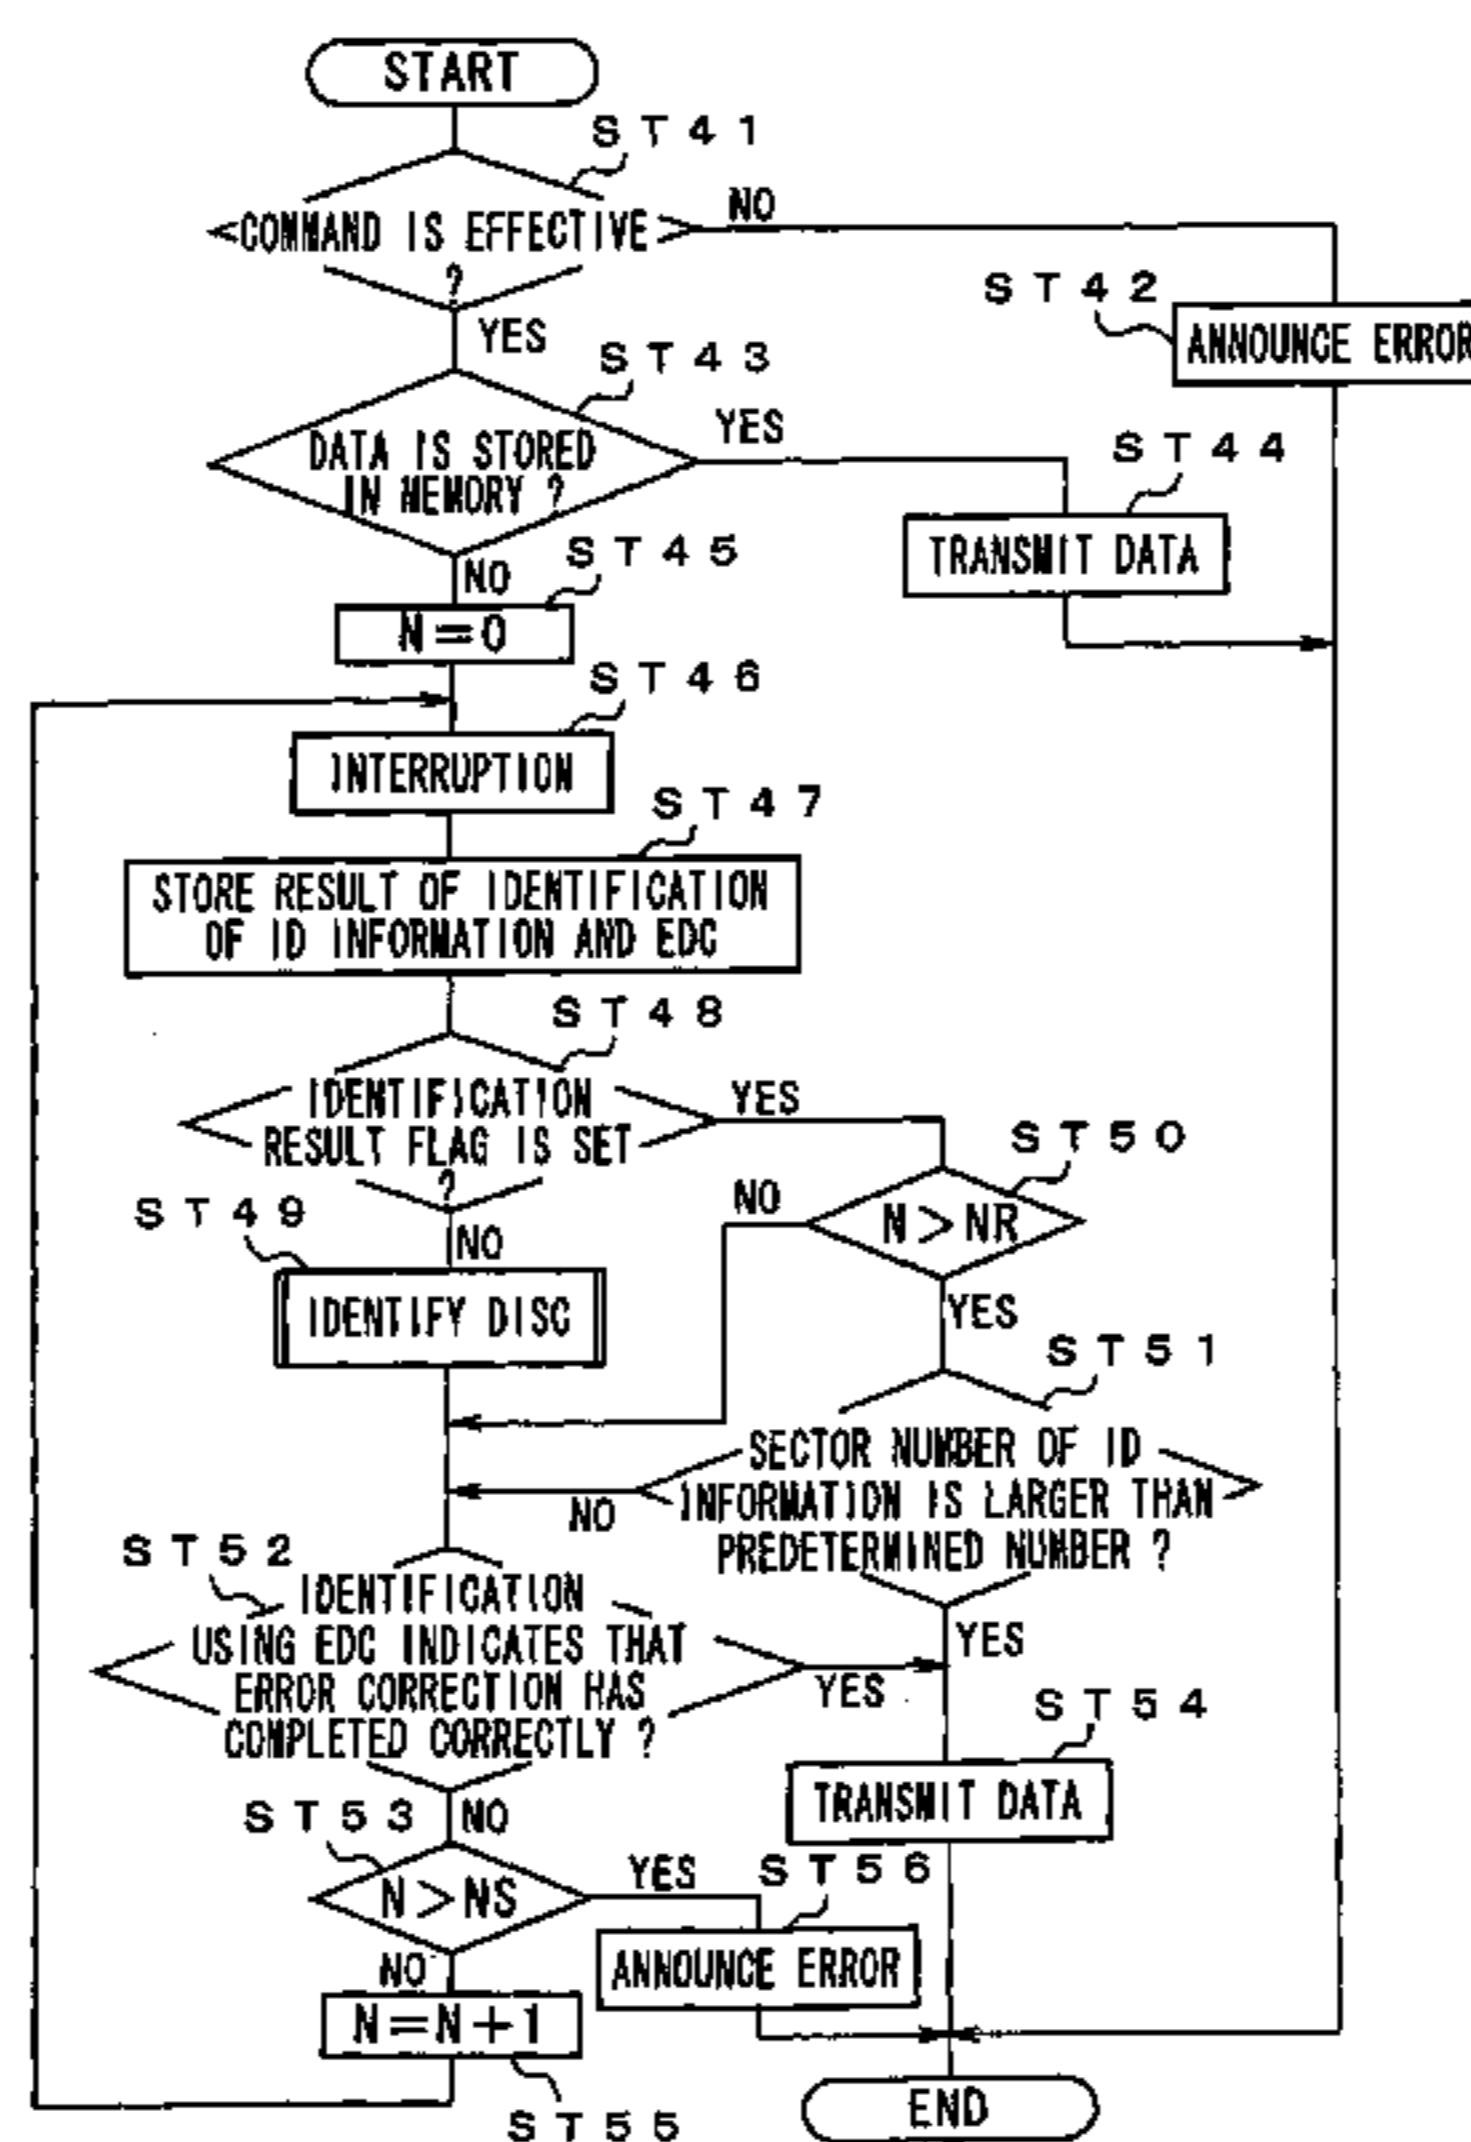 START
ST41
COMMAND IS EFFECTIVE
?
NO
YES
ST42
ANNOUNCE ERROR
ST43
DATA IS STORED
IN MEMORY ?
YES
NO
ST44
TRANSMIT DATA
ST45
N=0
ST46
INTERRUPTION
ST47
STORE RESULT OF IDENTIFICATION
OF ID INFORMATION AND EDC
ST48
IDENTIFICATION
RESULT FLAG IS SET
?
YES
NO
ST49
IDENTIFY DISC
ST50
N>NR
NO
YES
ST51
SECTOR NUMBER OF ID
INFORMATION IS LARGER THAN
PREDETERMINED NUMBER ?
NO
YES
ST52
IDENTIFICATION
USING EDC INDICATES THAT
ERROR CORRECTION HAS
COMPLETED CORRECTLY ?
YES
NO
ST54
TRANSMIT DATA
ST53
N>NS
YES
NO
ST56
ANNOUNCE ERROR
N=N+1
ST55
END